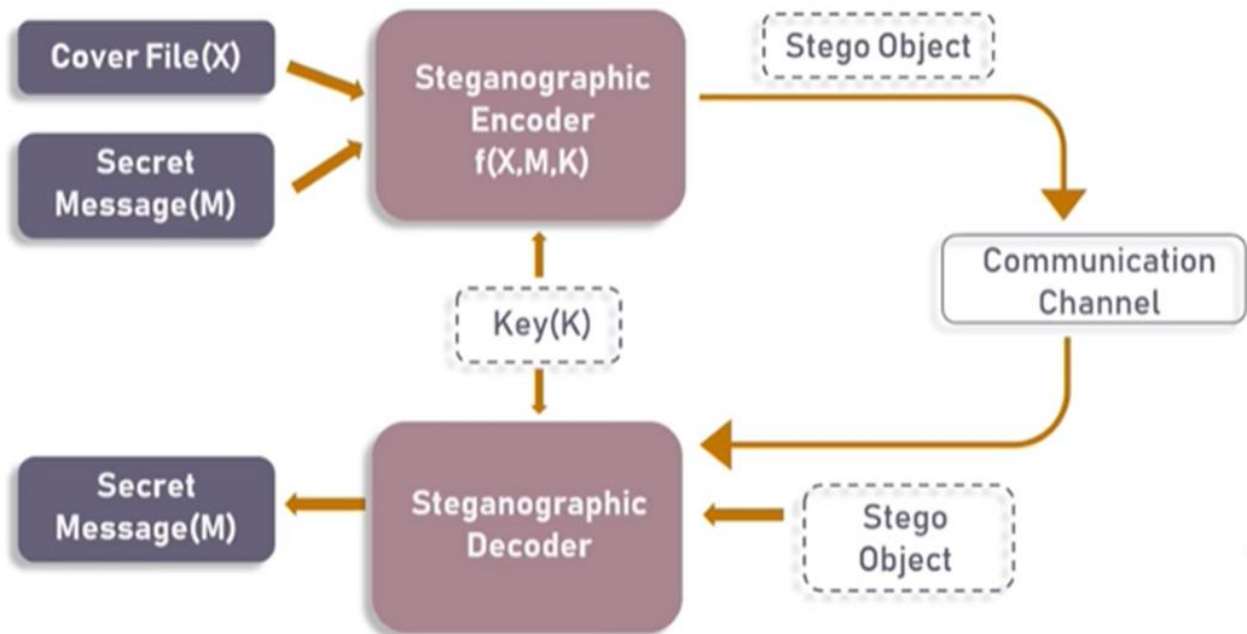 Cover File(X)
Secret
Message(M)
Steganographic
Encoder
f(X,M,K)
Stego Object
Communication
Channel
Key(K)
Secret
Message(M)
Steganographic
Decoder
Stego
Object